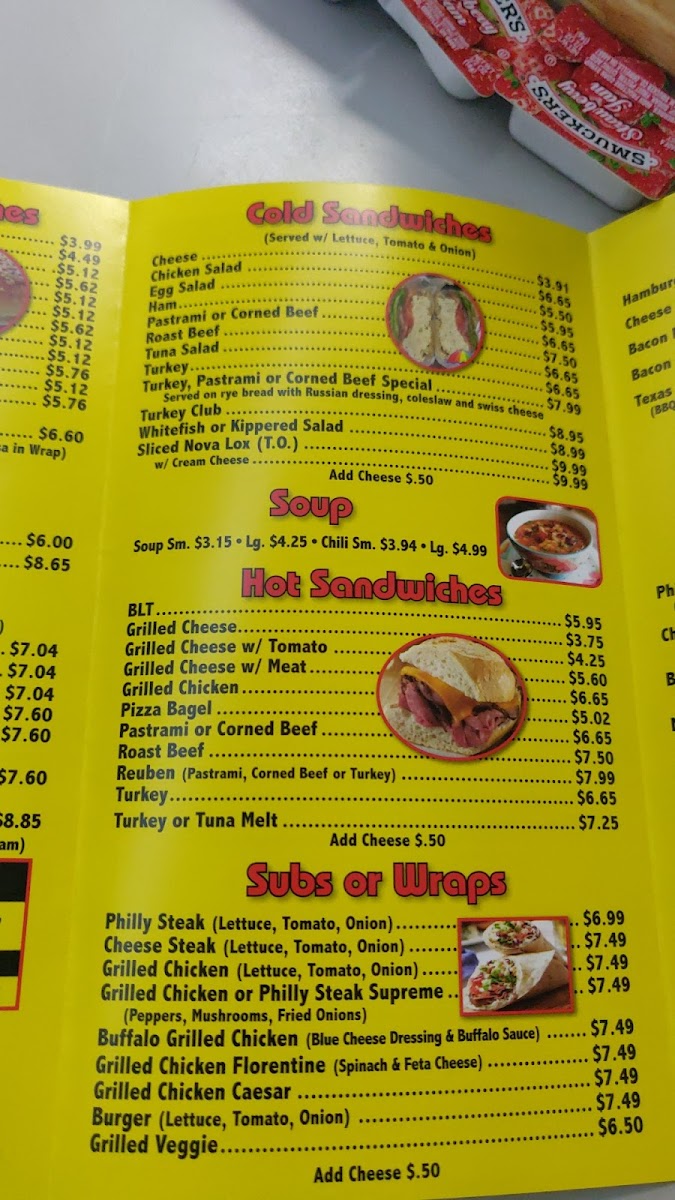 SMUCKER'S
Strawberry
Jam
$3.99
$4.49
$5.12
$5.62
$5.12
$5.12
$5.62
$5.12
$5.12
$5.76
$5.12
$5.76
$6.60
in Wrap)
$6.00
$8.65
$7.04
$7.04
$7.04
$7.60
$7.60
$7.60
$8.85
Cold Sandwiches
(Served w/ Lettuce, Tomato & Onion)
Cheese ........ $3.91
Chicken Salad ........ $6.65
Egg Salad ........ $5.50
Ham ........ $5.95
Pastrami or Corned Beef ........ $6.65
Roast Beef ........ $7.50
Tuna Salad ........ $6.65
Turkey ........ $6.65
Turkey, Pastrami or Corned Beef Special ........ $7.99
Served on rye bread with Russian dressing, coleslaw and swiss cheese
Turkey Club ........ $8.95
Whitefish or Kippered Salad ........ $8.99
Sliced Nova Lox (T.O.) ........ $9.99
w/ Cream Cheese ........ $9.99
Add Cheese $.50
Soup
Soup Sm. $3.15 • Lg. $4.25 • Chili Sm. $3.94 • Lg. $4.99
Hot Sandwiches
BLT ........ $5.95
Grilled Cheese ........ $3.75
Grilled Cheese w/ Tomato ........ $4.25
Grilled Cheese w/ Meat ........ $5.60
Grilled Chicken ........ $6.65
Pizza Bagel ........ $5.02
Pastrami or Corned Beef ........ $6.65
Roast Beef ........ $7.50
Reuben (Pastrami, Corned Beef or Turkey) ........ $7.99
Turkey ........ $6.65
Turkey or Tuna Melt ........ $7.25
Add Cheese $.50
Subs or Wraps
Philly Steak (Lettuce, Tomato, Onion) ........ $6.99
Cheese Steak (Lettuce, Tomato, Onion) ........ $7.49
Grilled Chicken (Lettuce, Tomato, Onion) ........ $7.49
Grilled Chicken or Philly Steak Supreme ........ $7.49
(Peppers, Mushrooms, Fried Onions)
Buffalo Grilled Chicken (Blue Cheese Dressing & Buffalo Sauce) ........ $7.49
Grilled Chicken Florentine (Spinach & Feta Cheese) ........ $7.49
Grilled Chicken Caesar ........ $7.49
Burger (Lettuce, Tomato, Onion) ........ $7.49
Grilled Veggie ........ $6.50
Add Cheese $.50
Cheese
Bacon
Bacon
Texas
(BBQ